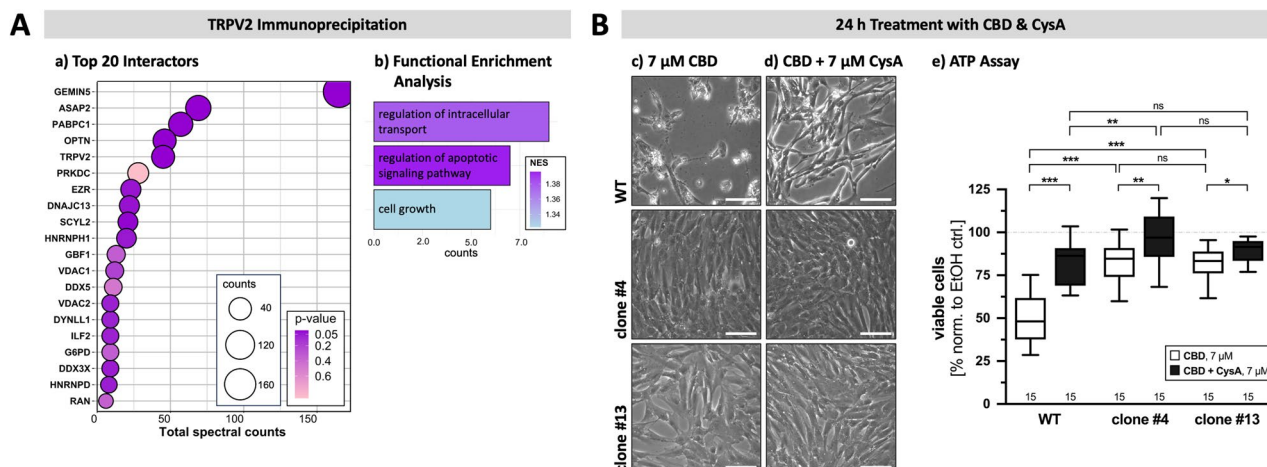 A
TRPV2 Immunoprecipitation
a) Top 20 Interactors
GEMIN5
ASAP2
PABPC1
OPTN
TRPV2
PRKDC
EZR
DNAJC13
SCYL2
HNRNPH1
GBF1
VDAC1
DDX5
VDAC2
DYNLL1
ILF2
G6PD
DDX3X
HNRNPD
RAN
0
50
100
150
Total spectral counts
counts
40
120
160
p-value
0.05
0.2
0.4
0.6
b) Functional Enrichment
Analysis
regulation of intracellular
transport
regulation of apoptotic
signaling pathway
cell growth
0.0
2.0
7.0
counts
NES
1.38
1.36
1.34
B
24 h Treatment with CBD & CysA
c) 7 µM CBD
d) CBD + 7 µM CysA
WT
clone #4
clone #13
e) ATP Assay
ns
**
ns
***
***
ns
***
**
*
viable cells
[% norm. to EtOH ctrl.]
125
100
75
50
25
0
15
15
15
15
15
15
WT
clone #4
clone #13
CBD, 7 µM
CBD + CysA, 7 µM